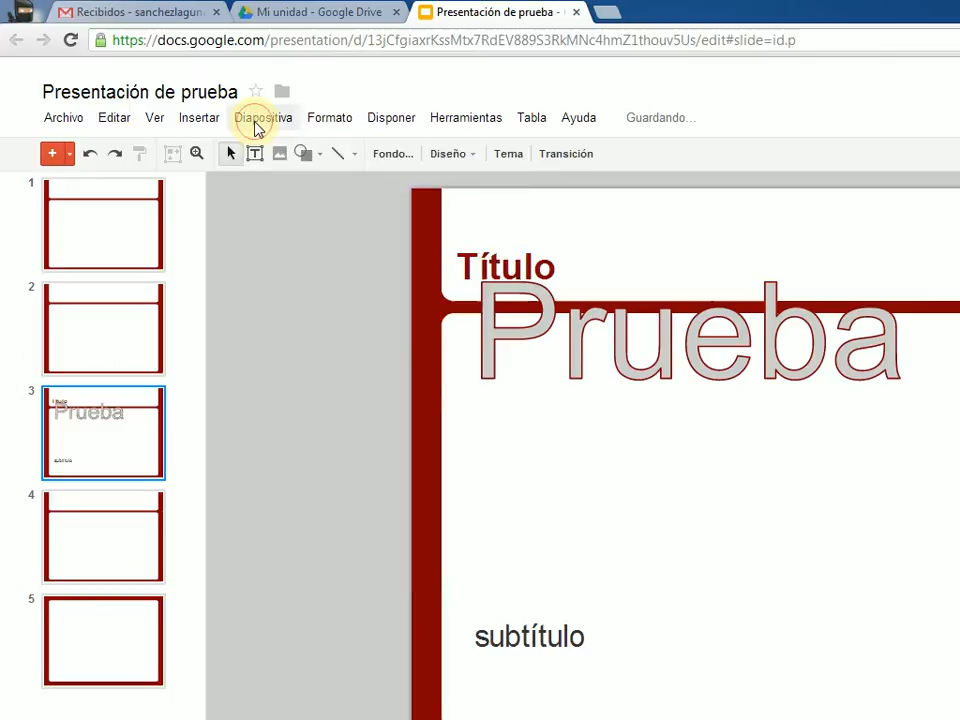 Recibidos - sanchezlagun
Mi unidad - Google Drive
Presentación de prueba -
https://docs.google.com/presentation/d/13jCfgiaxrKssMtx7RdEV889S3RkMNc4hmZ1thouv5Us/edit#slide=id.p
Presentación de prueba
Archivo Editar Ver Insertar Diapositiva Formato Disponer Herramientas Tabla Ayuda Guardando...
Fondo... Diseño Tema Transición
1
2
3
Título
Prueba
subtítulo
4
5
Título
Prueba
subtítulo